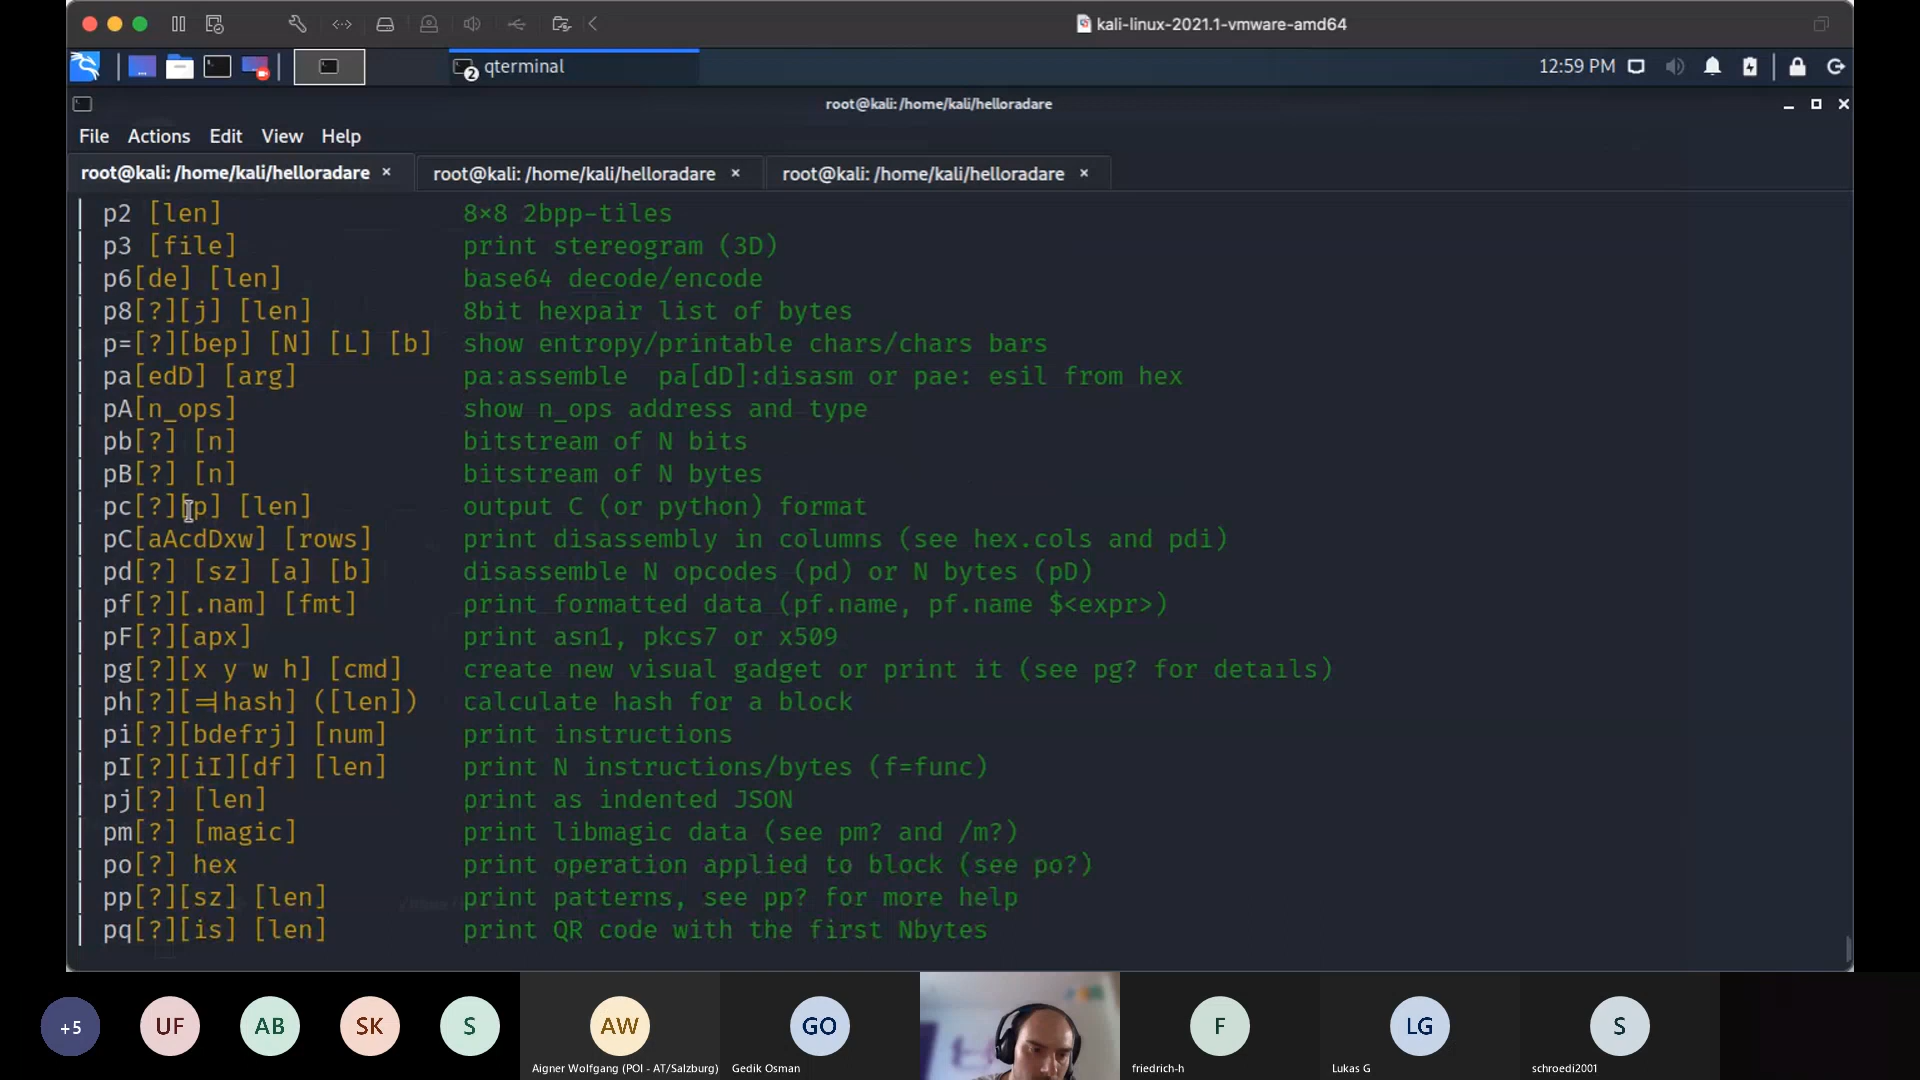 kali-linux-2021.1-vmware-amd64
2 qterminal
12:59 PM
root@kali: /home/kali/helloradare
File Actions Edit View Help
root@kali: /home/kali/helloradare × root@kali: /home/kali/helloradare × root@kali: /home/kali/helloradare ×
| p2 [len] 8×8 2bpp-tiles
| p3 [file] print stereogram (3D)
| p6[de] [len] base64 decode/encode
| p8[?][j] [len] 8bit hexpair list of bytes
| p=[?][bep] [N] [L] [b] show entropy/printable chars/chars bars
| pa[edD] [arg] pa:assemble pa[dD]:disasm or pae: esil from hex
| pA[n_ops] show n_ops address and type
| pb[?] [n] bitstream of N bits
| pB[?] [n] bitstream of N bytes
| pc[?][p] [len] output C (or python) format
| pC[aAcdDxw] [rows] print disassembly in columns (see hex.cols and pdi)
| pd[?] [sz] [a] [b] disassemble N opcodes (pd) or N bytes (pD)
| pf[?][.nam] [fmt] print formatted data (pf.name, pf.name $<expr>)
| pF[?][apx] print asn1, pkcs7 or x509
| pg[?][x y w h] [cmd] create new visual gadget or print it (see pg? for details)
| ph[?][=|hash] ([len]) calculate hash for a block
| pi[?][bdefrj] [num] print instructions
| pI[?][iI][df] [len] print N instructions/bytes (f=func)
| pj[?] [len] print as indented JSON
| pm[?] [magic] print libmagic data (see pm? and /m?)
| po[?] hex print operation applied to block (see po?)
| pp[?][sz] [len] print patterns, see pp? for more help
| pq[?][is] [len] print QR code with the first Nbytes
+5 UF AB SK S AW GO F LG S
Aigner Wolfgang (POI - AT/Salzburg) Gedik Osman friedrich-h Lukas G schroedi2001